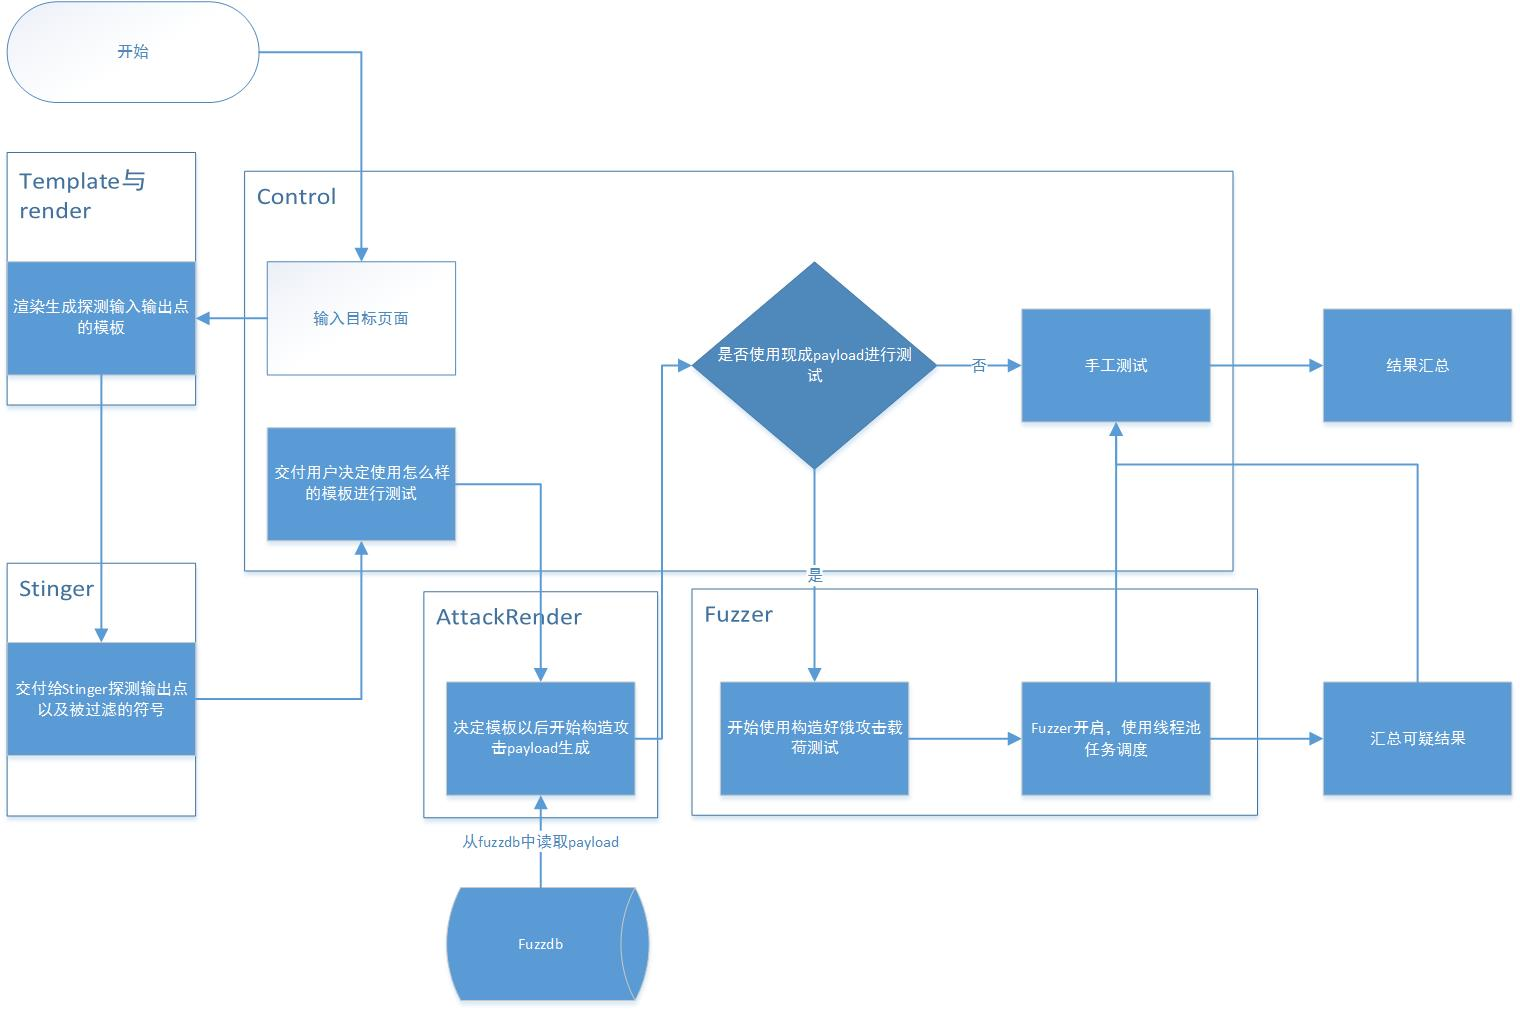 开始
Template与
render
渲染生成探测输入输出点
的模板
Control
输入目标页面
交付用户决定使用怎么样
的模板进行测试
是否使用现成payload进行测
试
否
手工测试
结果汇总
是
Stinger
交付给Stinger探测输出点
以及被过滤的符号
AttackRender
决定模板以后开始构造攻
击payload生成
从fuzzdb中读取payload
Fuzzdb
Fuzzer
开始使用构造好饿攻击载
荷测试
Fuzzer开启，使用线程池
任务调度
汇总可疑结果